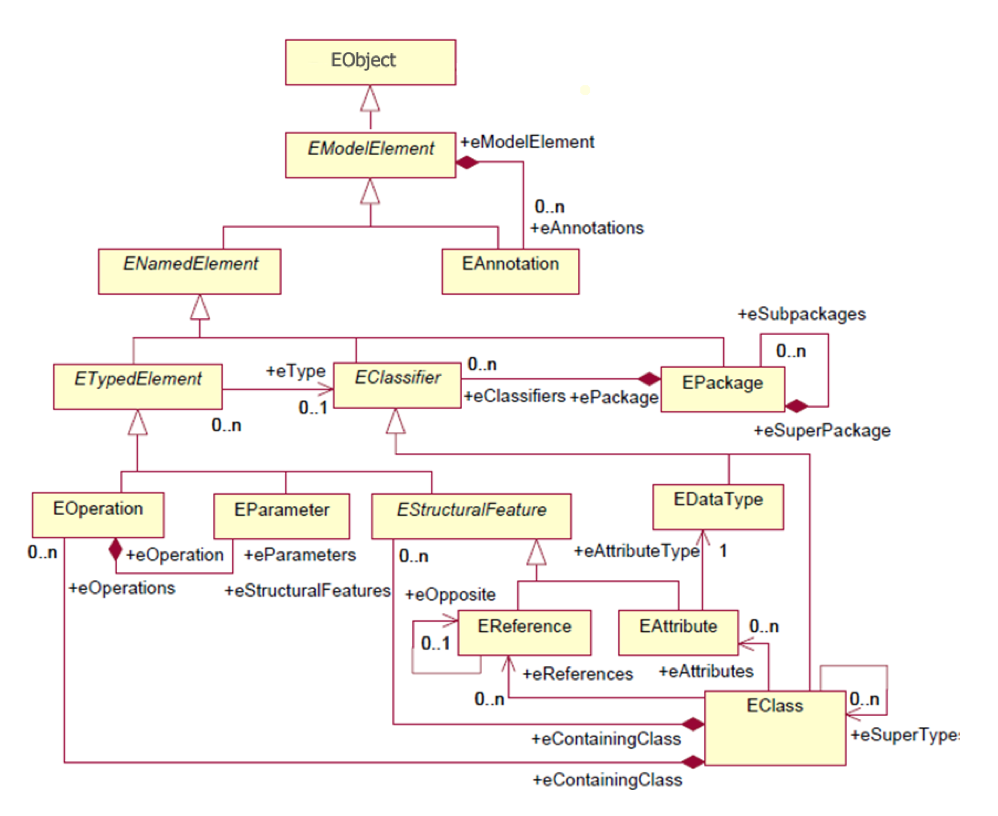 EObject
EModelElement
+eModelElement
0..n
+eAnnotations
ENamedElement
EAnnotation
+eSubpackages
0..n
ETypedElement
+eType
0..1
0..n
EClassifier
0..n
+eClassifiers
+ePackage
EPackage
+eSuperPackage
EOperation
EParameter
EStructuralFeature
EDataType
0..n
+eOperation
+eParameters
0..n
+eAttributeType
1
+eOperations
+eStructuralFeatures
+eOpposite
0..1
EReference
EAttribute
0..n
+eReferences
+eAttributes
0..n
EClass
0..n
+eContainingClass
+eSuperTypes
+eContainingClass